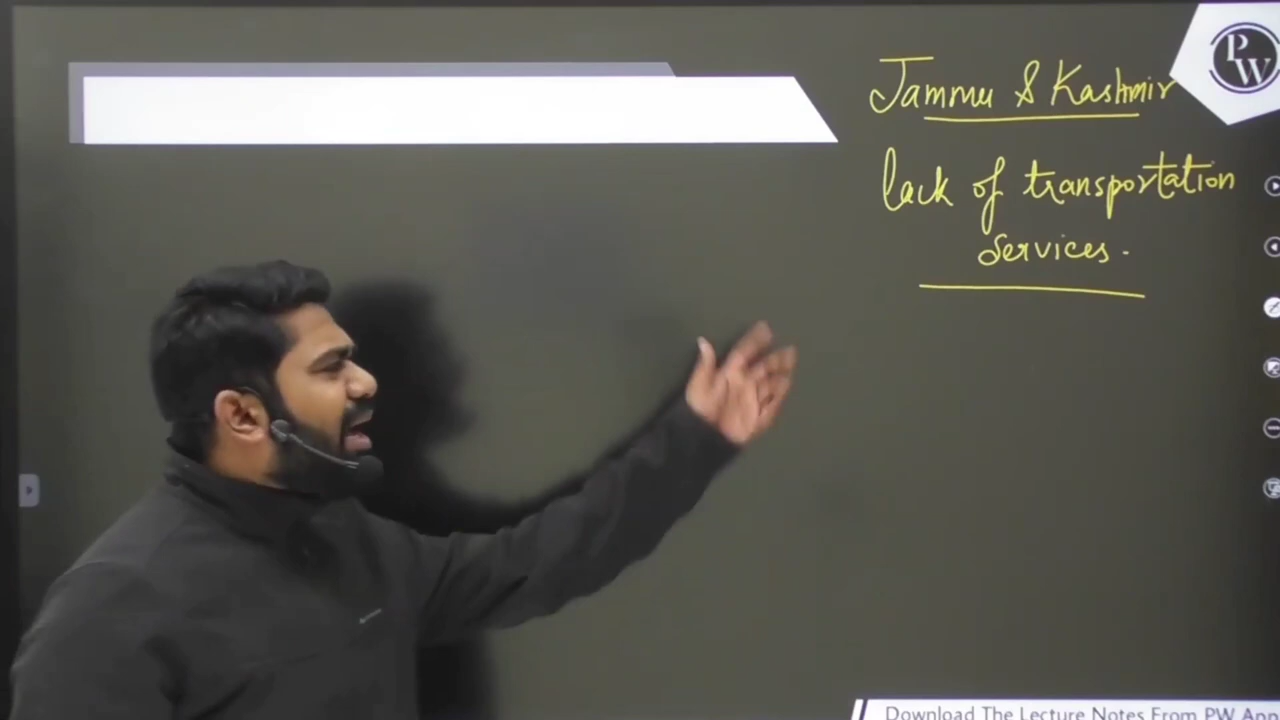 PW
Jammu & Kashmir
lack of transportation
services.
Download The Lecture Notes From PW App